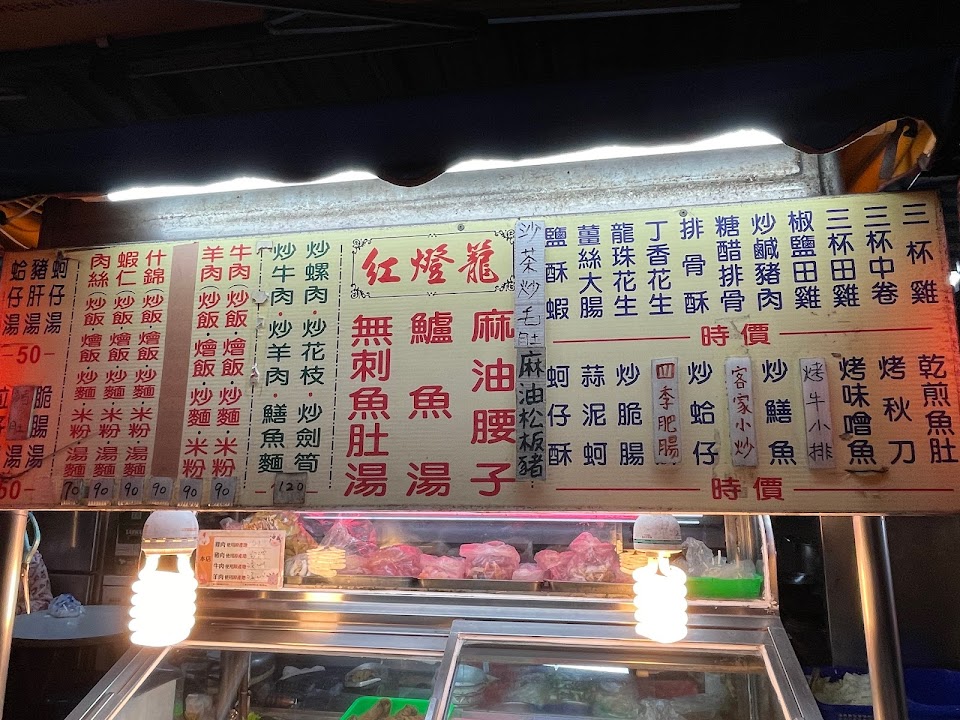 三杯雞
三杯中卷
三杯田雞
椒鹽田雞
炒鹹豬肉
糖醋排骨
排骨酥
丁香花生
龍珠花生
薑絲大腸
鹽酥蝦
時價
乾煎魚肚
烤秋刀
烤味噌魚
烤牛小排
炒鱔魚
客家小炒
炒蛤仔
四季肥腸
炒脆腸
蒜泥蚵
蚵仔酥
時價
沙茶炒毛肚
麻油松板豬
紅燈籠
麻油腰子
鱸魚湯
無刺魚肚湯
炒螺肉·炒花枝·炒劍筍
炒牛肉·炒羊肉·鱔魚麵
120
牛肉(炒飯·燴飯·炒麵·米粉
羊肉(炒飯·燴飯·炒麵·米粉
90
90
什錦炒飯·燴飯·炒麵·米粉
蝦仁炒飯·燴飯·炒麵·米粉
肉絲炒飯·燴飯·炒麵·米粉
90
90
90
70
蚵仔湯
豬肝湯
蛤仔湯
50
脆腸湯
50
本店
雞肉
豬肉
牛肉
羊肉